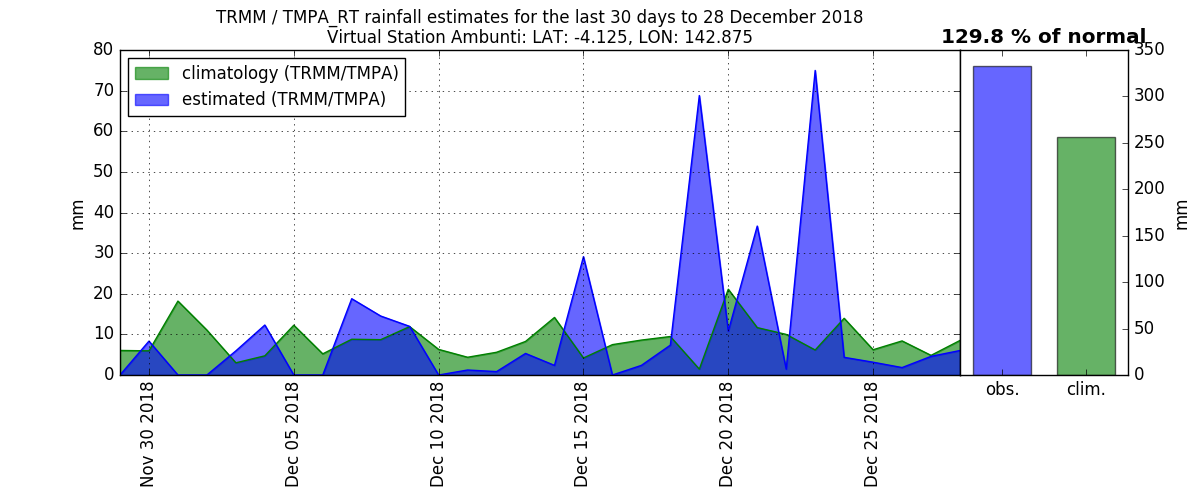 TRMM / TMPA_RT rainfall estimates for the last 30 days to 28 December 2018
Virtual Station Ambunti: LAT: -4.125, LON: 142.875
129.8 % of normal
climatology (TRMM/TMPA)
estimated (TRMM/TMPA)
mm
80
70
60
50
40
30
20
10
0
Nov 30 2018
Dec 05 2018
Dec 10 2018
Dec 15 2018
Dec 20 2018
Dec 25 2018
obs.
clim.
350
300
250
200
150
100
50
0
mm